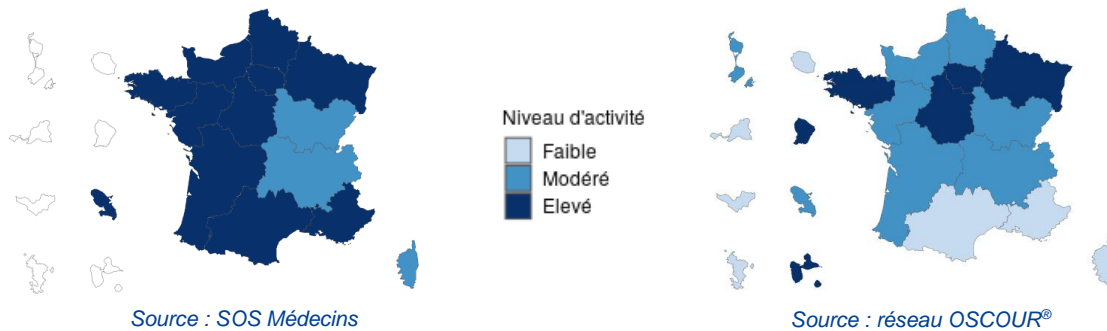 Niveau d'activité
Faible
Modéré
Elevé
Source : SOS Médecins
Source : réseau OSCOUR®